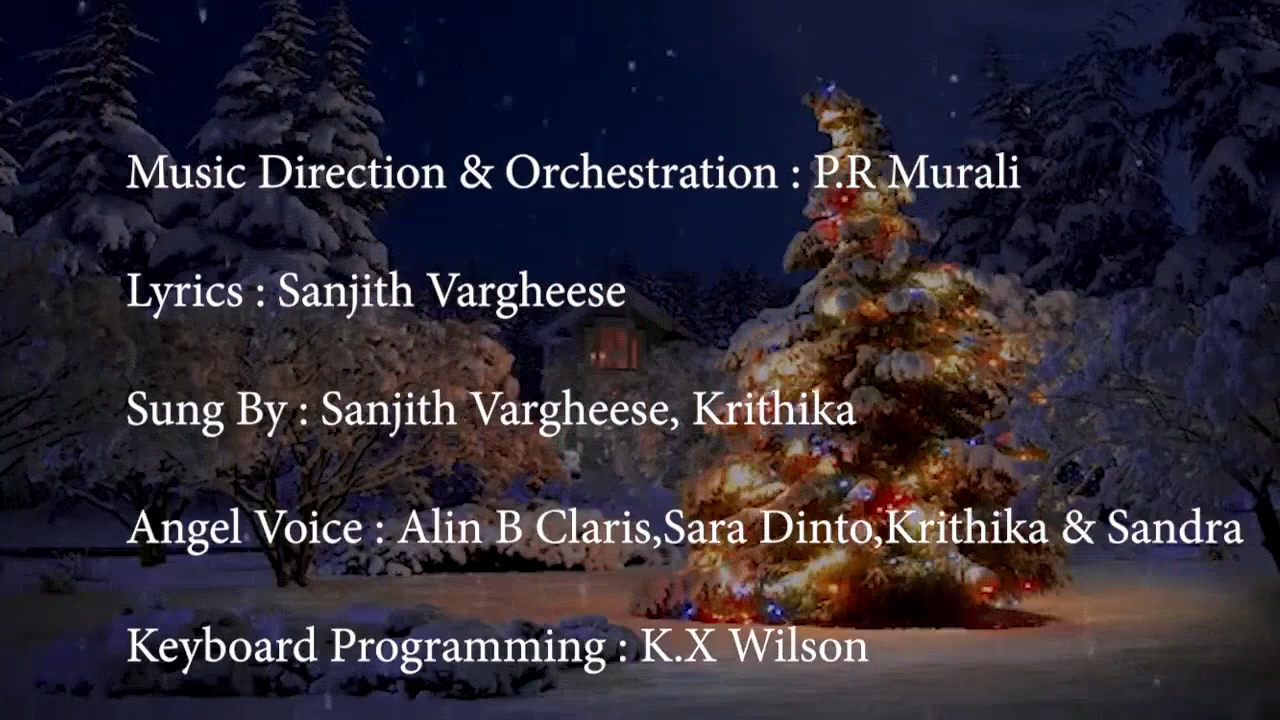 Music Direction & Orchestration : P.R Murali
Lyrics : Sanjith Vargheese
Sung By : Sanjith Vargheese, Krithika
Angel Voice : Alin B Claris,Sara Dinto,Krithika & Sandra
Keyboard Programming : K.X Wilson